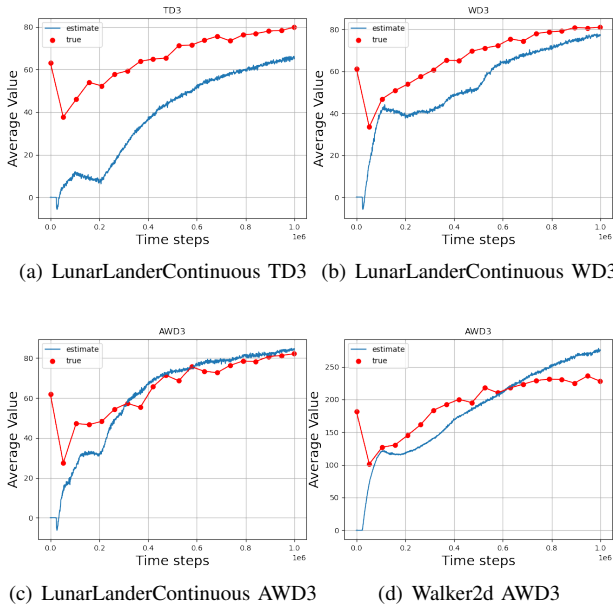 TD3
estimate
true
Average Value
80
60
40
20
0
0.0 0.2 0.4 0.6 0.8 1.0
1e6
Time steps
(a) LunarLanderContinuous TD3
WD3
estimate
true
Average Value
80
60
40
20
0
0.0 0.2 0.4 0.6 0.8 1.0
1e6
Time steps
(b) LunarLanderContinuous WD3
AWD3
estimate
true
Average Value
80
60
40
20
0
0.0 0.2 0.4 0.6 0.8 1.0
1e6
Time steps
(c) LunarLanderContinuous AWD3
AWD3
estimate
true
Average Value
250
200
150
100
50
0
0.0 0.2 0.4 0.6 0.8 1.0
1e6
Time steps
(d) Walker2d AWD3